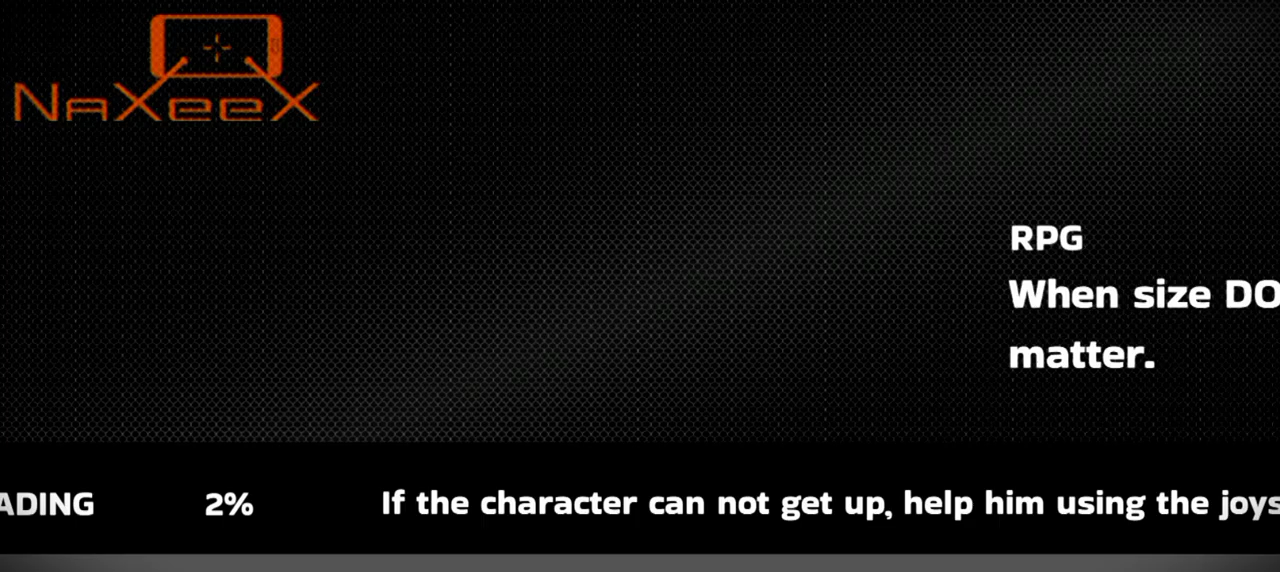 NaXeeX
RPG
When size DO
matter.
ADING 2% If the character can not get up, help him using the joys